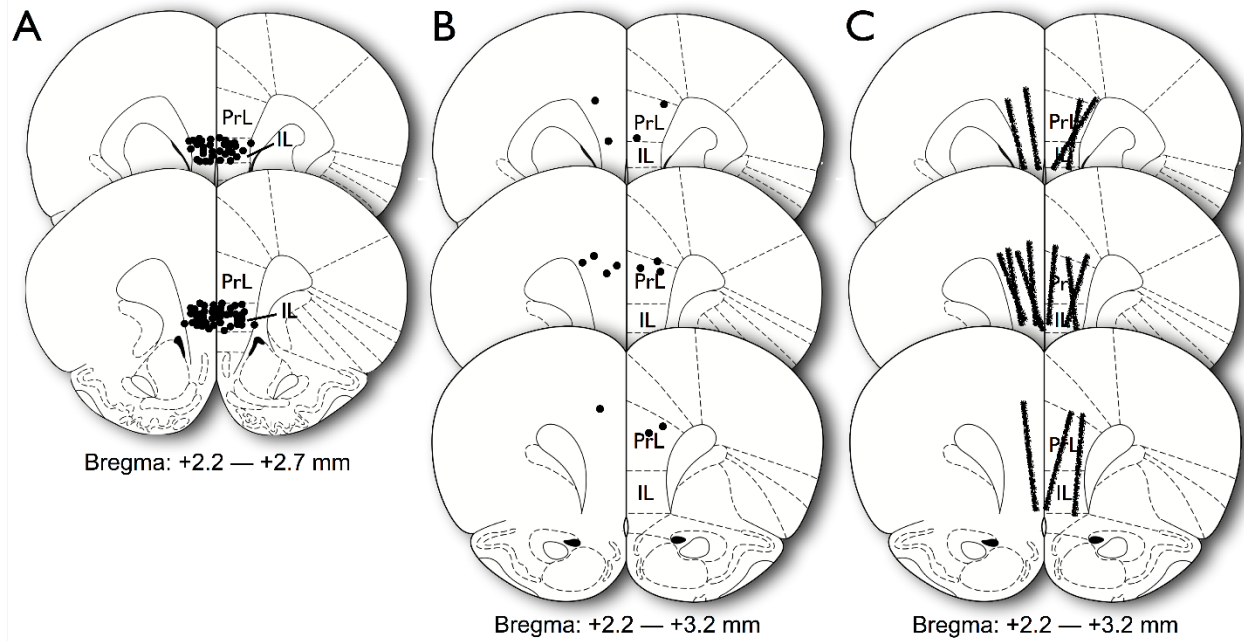 A
PrL
IL
PrL
IL
Bregma: +2.2 — +2.7 mm
B
PrL
IL
PrL
IL
PrL
IL
Bregma: +2.2 — +3.2 mm
C
PrL
IL
PrL
IL
PrL
IL
Bregma: +2.2 — +3.2 mm